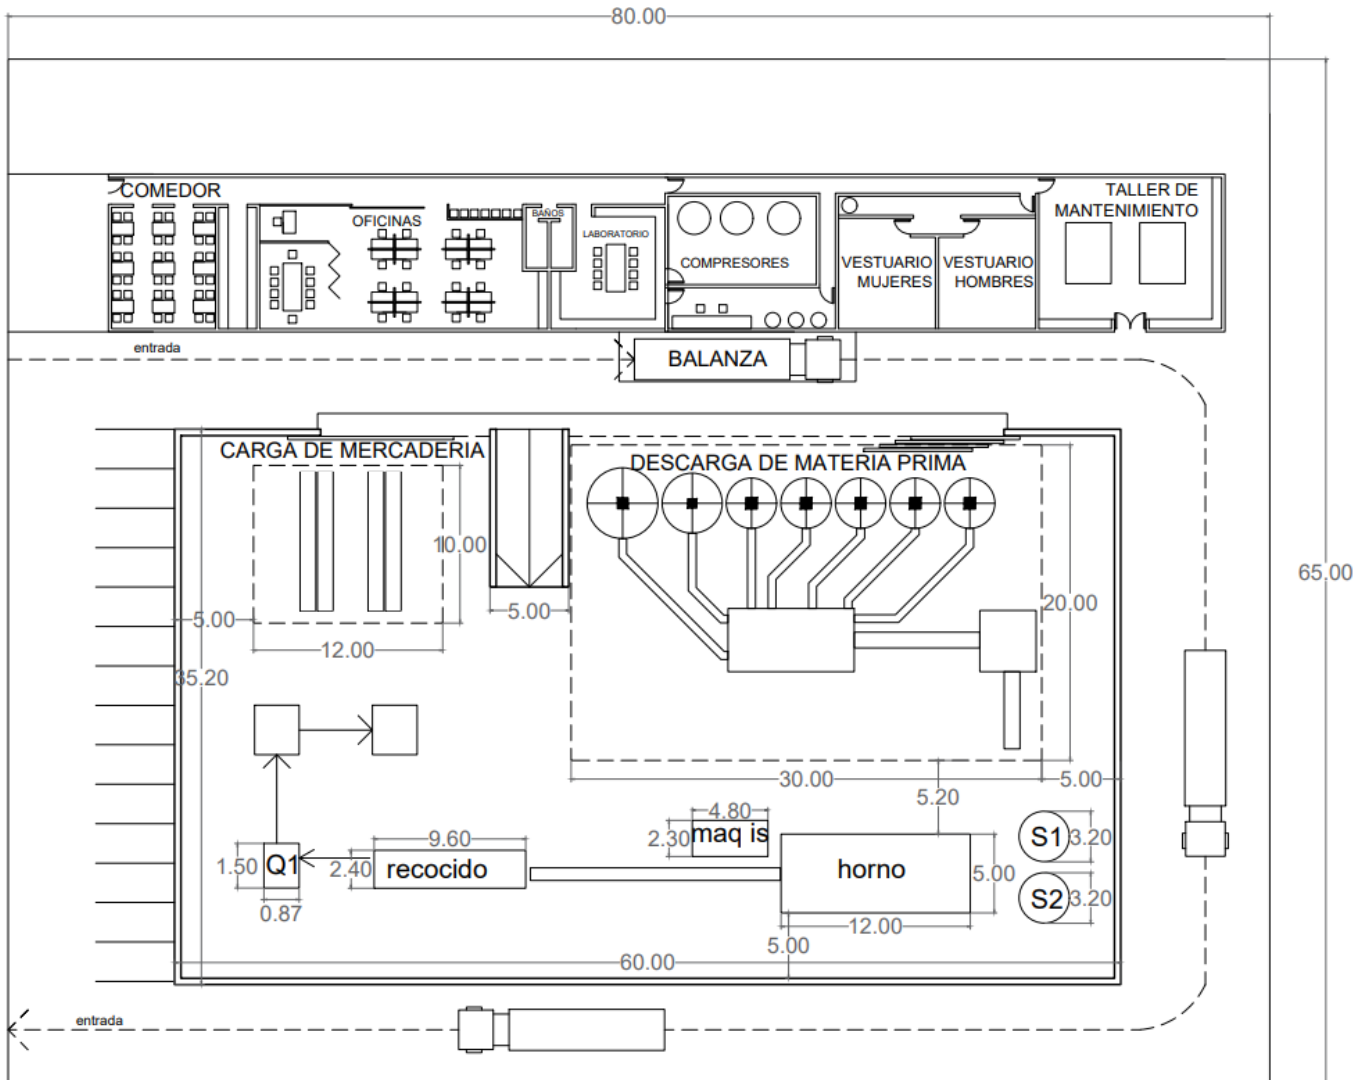 80.00
COMEDOR
OFICINAS
BAÑOS
LABORATORIO
COMPRESORES
VESTUARIO
MUJERES
VESTUARIO
HOMBRES
TALLER DE
MANTENIMIENTO
entrada
BALANZA
CARGA DE MERCADERIA
DESCARGA DE MATERIA PRIMA
10.00
65.00
5.00
5.00
20.00
12.00
35.20
30.00
5.00
5.20
4.80
2.30
maq is
9.60
S1
3.20
1.50
Q1
2.40
recocido
horno
5.00
S2
3.20
0.87
12.00
5.00
60.00
entrada